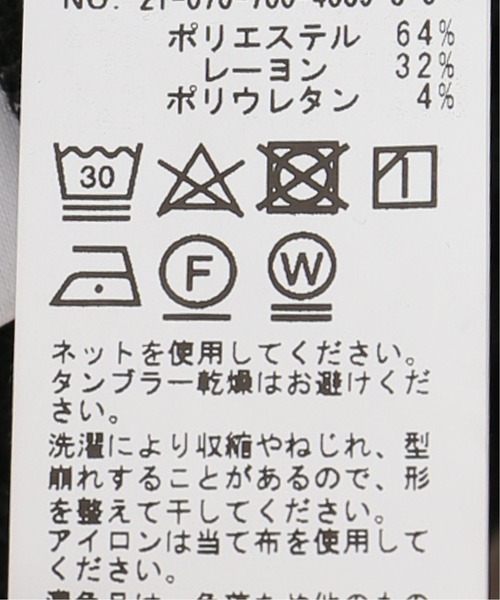 ポリエステル 64%
レーヨン 32%
ポリウレタン 4%
30
F W
ネットを使用してください。
タンブラー乾燥はお避けくだ
さい。
洗濯により収縮やねじれ、型
崩れすることがあるので、形
を整えて干してください。
アイロンは当て布を使用して
ください。